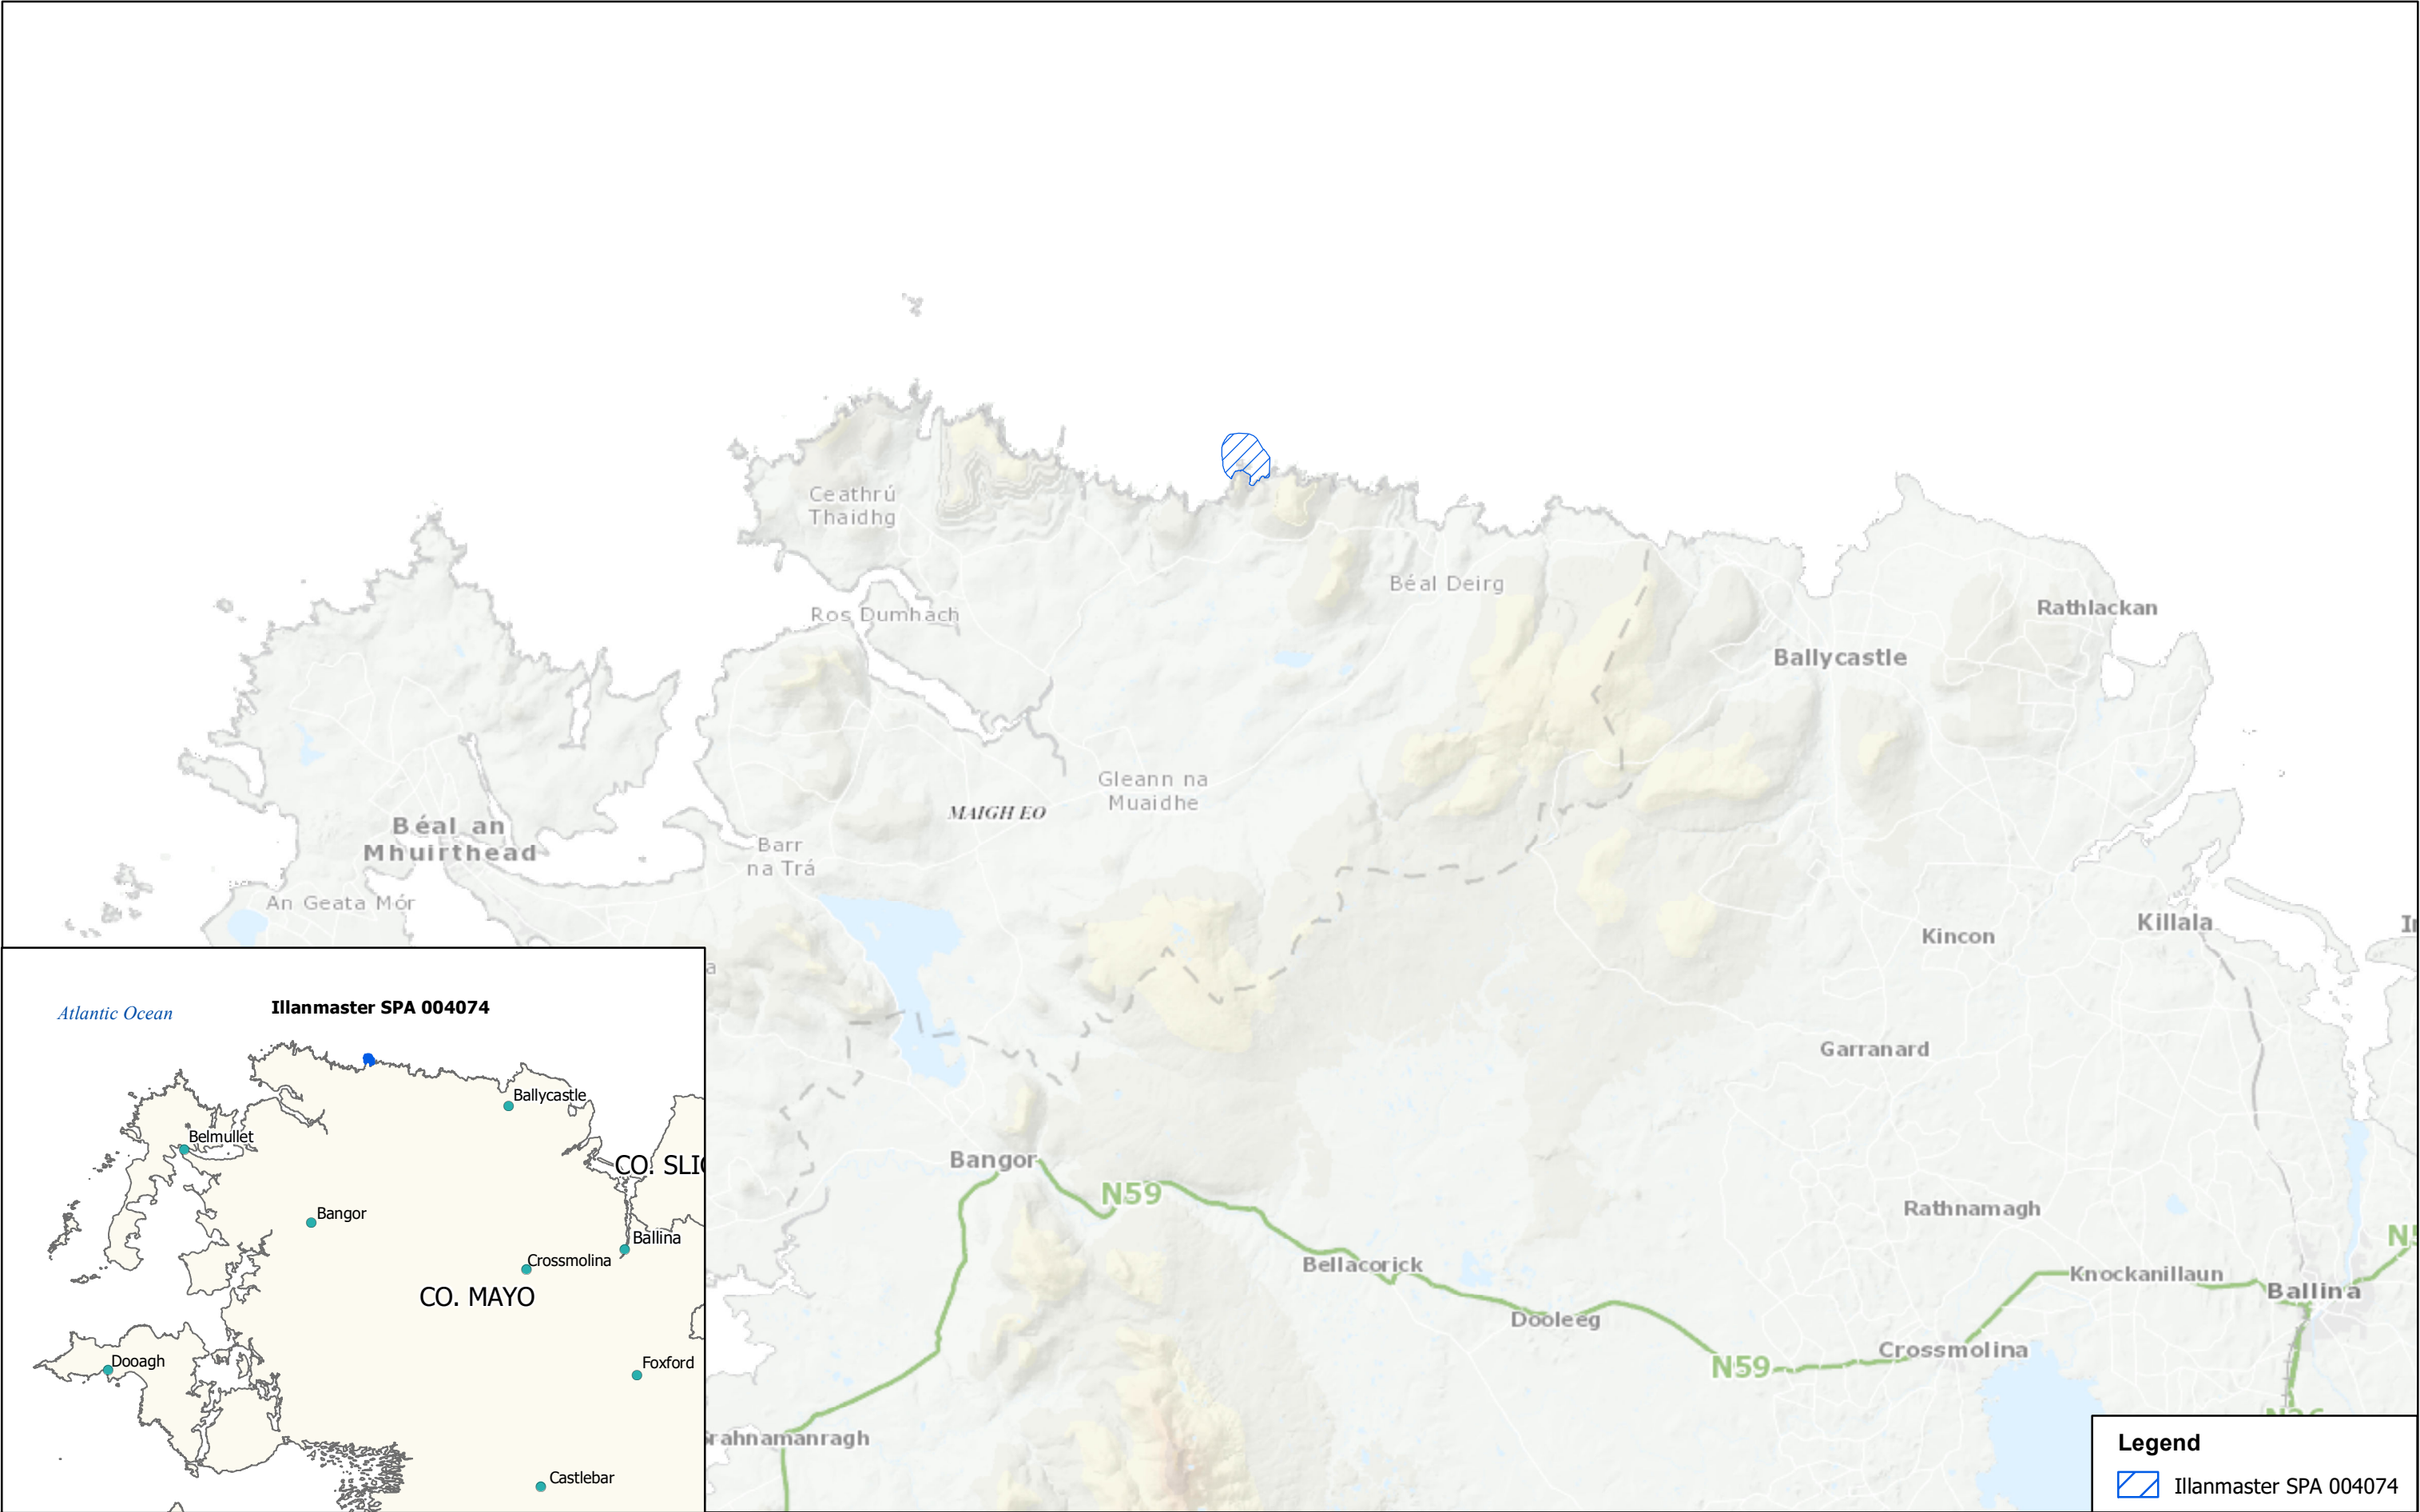 Ceathrú
Thaidhg
Béal Deirg
Ros Dumhach
Rathlackan
Ballycastle
Gleann na
Muaidhe
MAIGH EO
Béal an
Mhuirthead
Barr
na Trá
An Geata Mór
Killala
Kincon
Garranard
Bangor
N59
Rathnamagh
Bellacorick
Knockanillaun
Ballina
Dooleeg
Crossmolina
N59
Srahnamanragh
Atlantic Ocean
Illanmaster SPA 004074
Ballycastle
Belmullet
CO. SLIG
Bangor
Ballina
Crossmolina
CO. MAYO
Dooagh
Foxford
Castlebar
Legend
Illanmaster SPA 004074